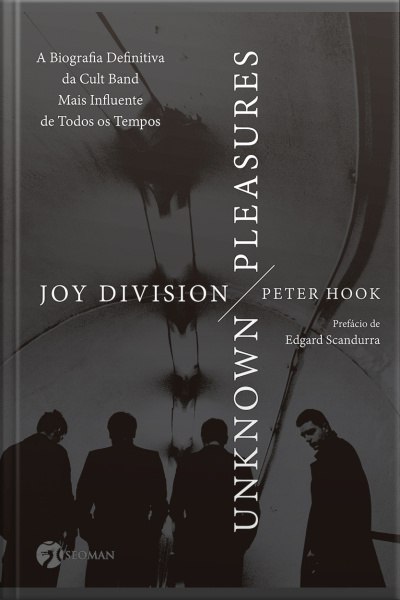 A Biografia Definitiva
da Cult Band
Mais Influente
de Todos os Tempos
UNKNOWN PLEASURES
JOY DIVISION
PETER HOOK
Prefácio de
Edgard Scandurra
SEOMAN